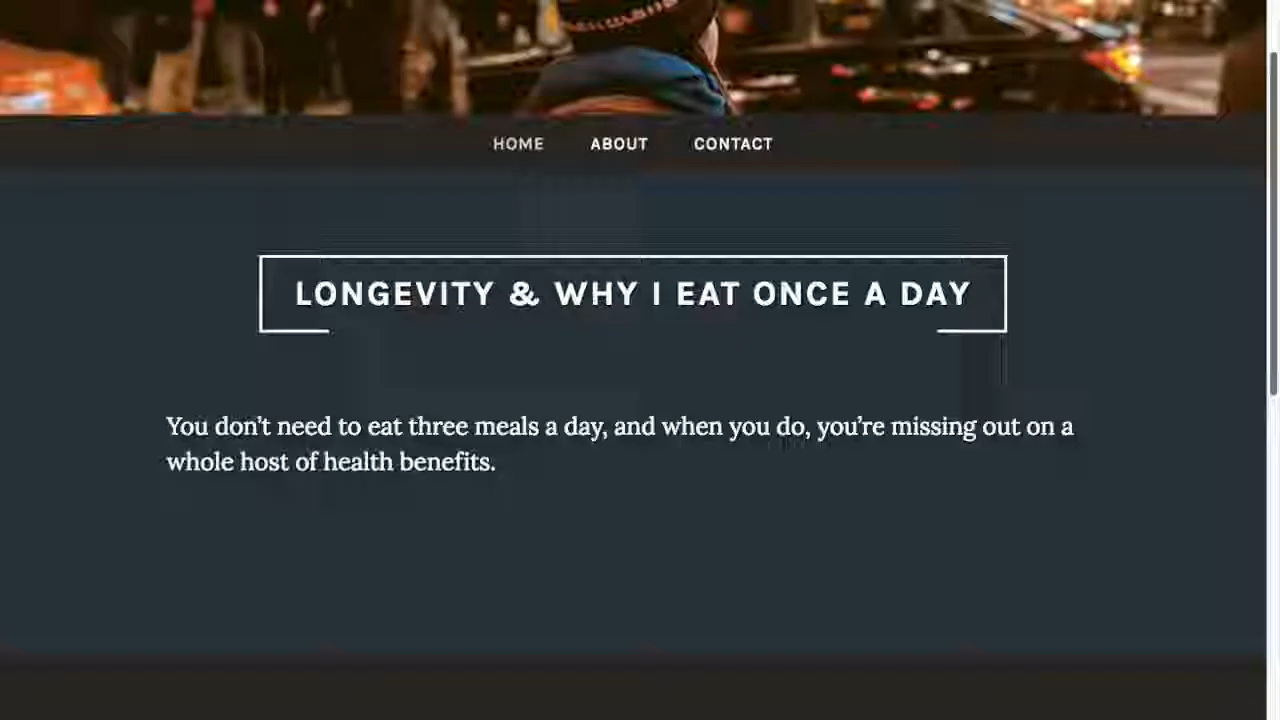 HOME ABOUT CONTACT
LONGEVITY & WHY I EAT ONCE A DAY
You don’t need to eat three meals a day, and when you do, you’re missing out on a
whole host of health benefits.